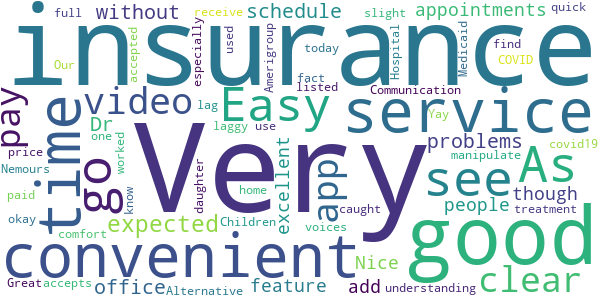 full without receive schedule slight appointments quick
insurance
accepted especially used Amerigroup today Hospital Medicaid find
Our fact listed COVID
pay time video lag Easy Communication service
Dr one laggy use Yay
Very
go price worked daughter excellent app problems As covid19
Nemours know home see manipulate
paid caught people though treatment
okay comfort expected Children voices good
convenient Nice clear
Great accepts office Alternative feature add understanding